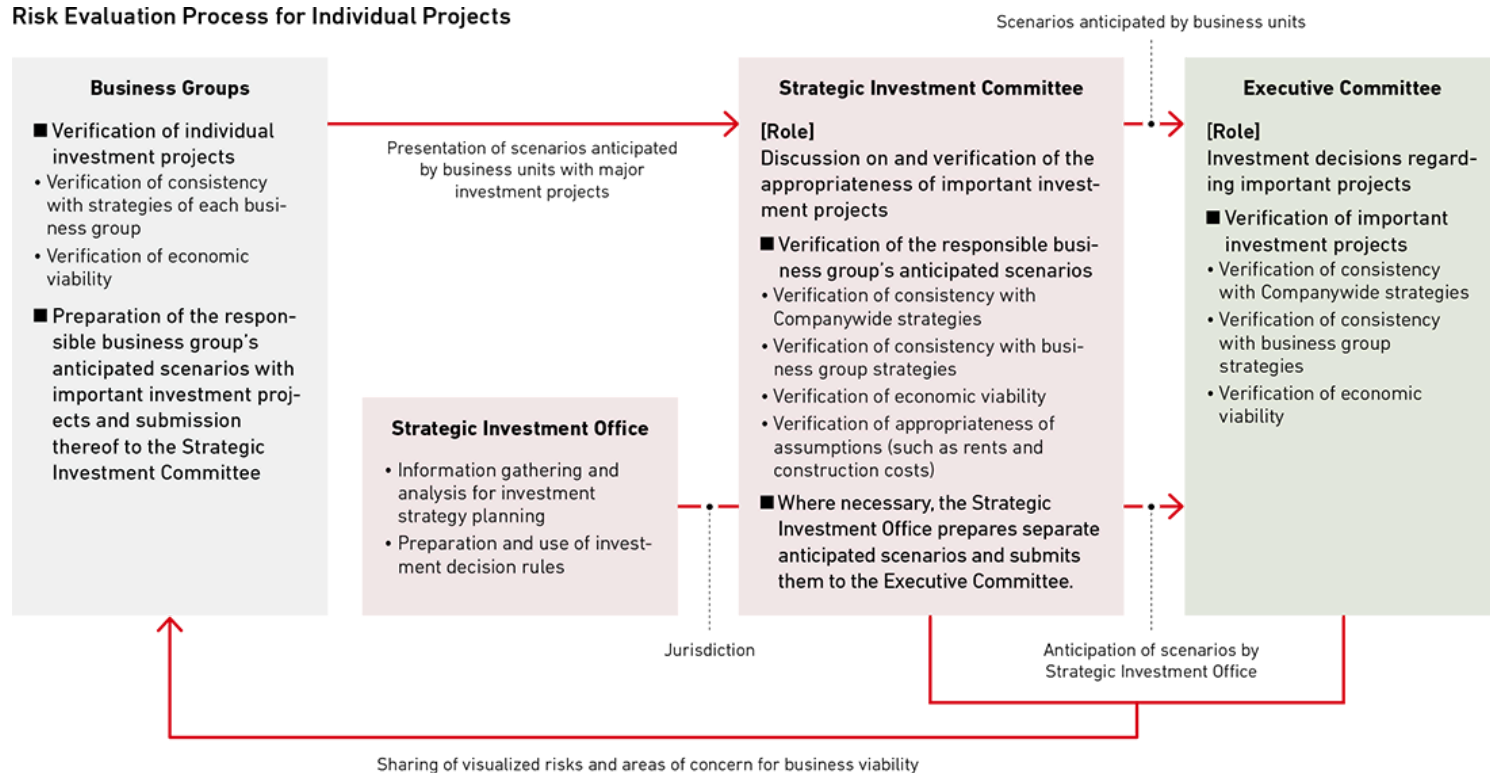 Risk Evaluation Process for Individual Projects
Scenarios anticipated by business units
Business Groups
■ Verification of individual
investment projects
• Verification of consistency
with strategies of each busi-
ness group
• Verification of economic
viability
■ Preparation of the respon-
sible business group’s
anticipated scenarios with
important investment proj-
ects and submission
thereof to the Strategic
Investment Committee
Presentation of scenarios anticipated
by business units with major
investment projects
Strategic Investment Office
• Information gathering and
analysis for investment
strategy planning
• Preparation and use of invest-
ment decision rules
Jurisdiction
Strategic Investment Committee
[Role]
Discussion on and verification of the
appropriateness of important invest-
ment projects
■ Verification of the responsible busi-
ness group’s anticipated scenarios
• Verification of consistency with
Companywide strategies
• Verification of consistency with busi-
ness group strategies
• Verification of economic viability
• Verification of appropriateness of
assumptions (such as rents and
construction costs)
■ Where necessary, the Strategic
Investment Office prepares separate
anticipated scenarios and submits
them to the Executive Committee.
Executive Committee
[Role]
Investment decisions regard-
ing important projects
■ Verification of important
investment projects
• Verification of consistency
with Companywide strategies
• Verification of consistency
with business group
strategies
• Verification of economic
viability
Anticipation of scenarios by
Strategic Investment Office
Sharing of visualized risks and areas of concern for business viability